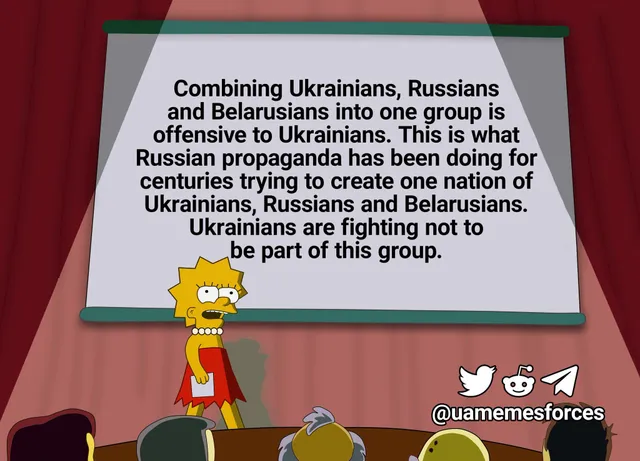 Combining Ukrainians, Russians
and Belarusians into one group is
offensive to Ukrainians. This is what
Russian propaganda has been doing for
centuries trying to create one nation of
Ukrainians, Russians and Belarusians.
Ukrainians are fighting not to
be part of this group.
@uamemesforces